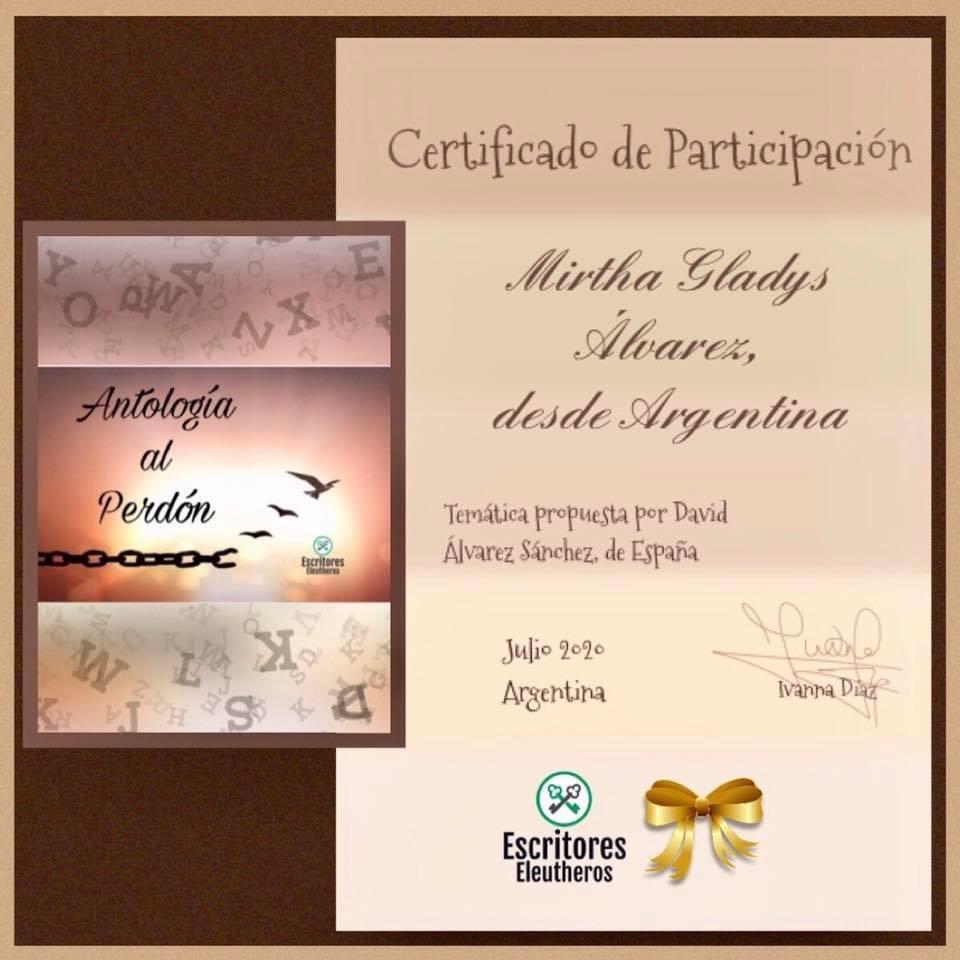 Certificado de Participación
Mirtha Gladys
Álvarez,
desde Argentina
Temática propuesta por David
Álvarez Sánchez, de España
Julio 2020
Argentina
Ivanna Díaz
Escritores
Eleutheros
Antología
al
Perdón
Escritores
Eleutheros